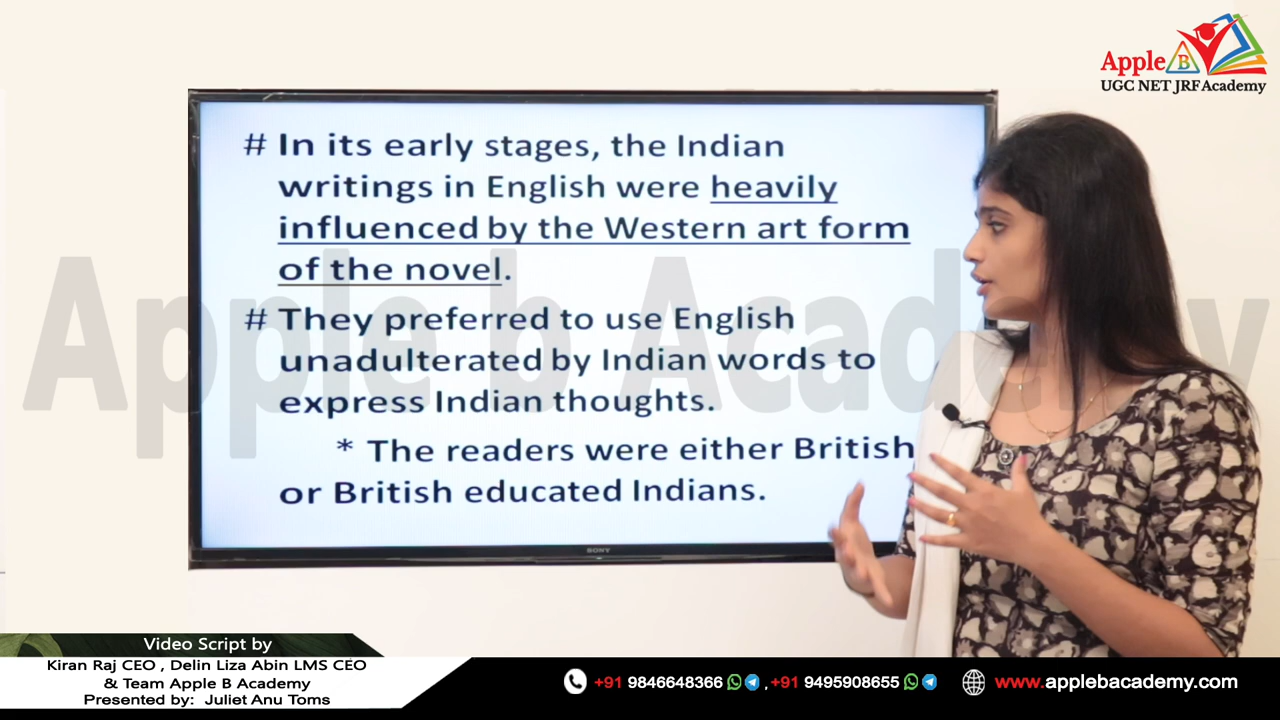 Apple B
UGC NET JRF Academy
# In its early stages, the Indian
writings in English were heavily
influenced by the Western art form
of the novel.
# They preferred to use English
unadulterated by Indian words to
express Indian thoughts.
* The readers were either British
or British educated Indians.
SONY
Apple b Academy
Video Script by
Kiran Raj CEO , Delin Liza Abin LMS CEO
& Team Apple B Academy
Presented by: Juliet Anu Toms
+91 9846648366 , +91 9495908655 www.applebacademy.com